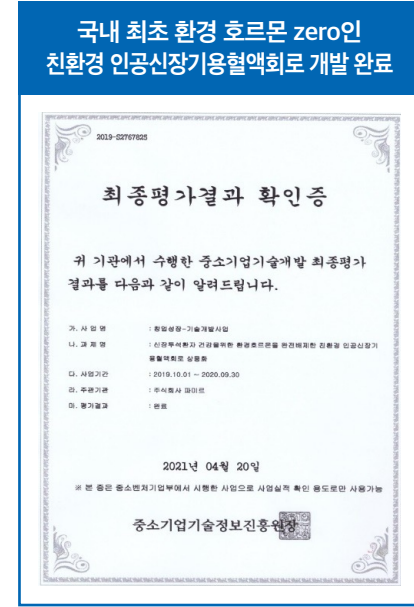 국내 최초 환경 호르몬 zero인
친환경 인공신장기용혈액회로 개발 완료
2019-S2767825
최종평가결과 확인증
귀 기관에서 수행한 중소기업기술개발 최종평가
결과를 다음과 같이 알려드립니다.
가. 사 업 명 : 창업성장-기술개발사업
나. 과 제 명 : 신장투석환자 건강을위한 환경호르몬을 완전배제한 친환경 인공신장기
용혈액회로 상용화
다. 사업기간 : 2019.10.01 ~ 2020.09.30
라. 주관기관 : 주식회사 파이르
마. 평가결과 : 완료
2021년 04월 20일
※ 본 증은 중소벤처기업부에서 시행한 사업으로 사업실적 확인 용도로만 사용가능
중소기업기술정보진흥원장